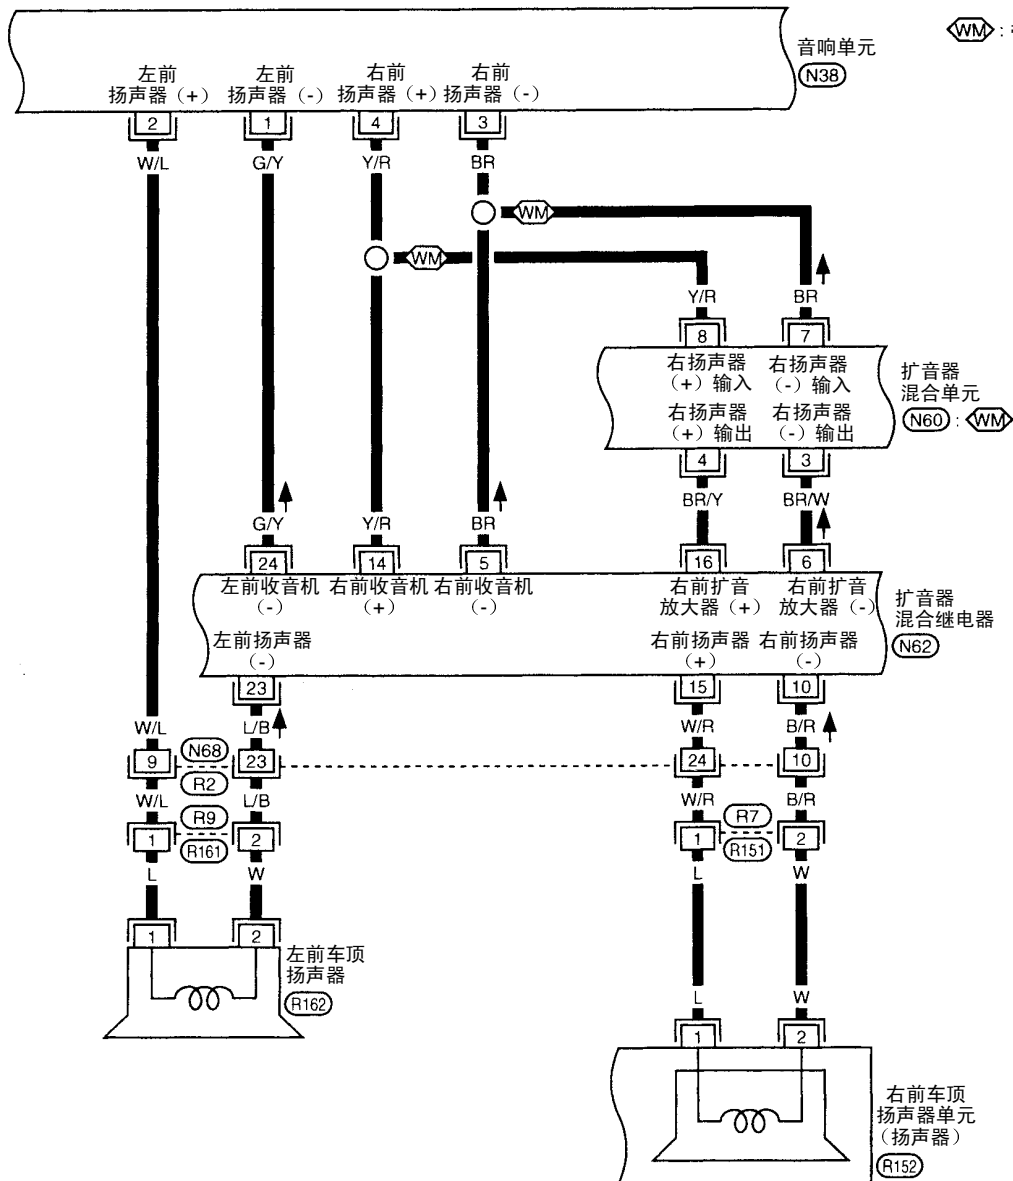 WM :
音响单元
N38
左前
扬声器（+）
左前
扬声器（-）
右前
扬声器（+）
右前
扬声器（-）
2
1
4
3
W/L
G/Y
Y/R
BR
WM
WM
Y/R
BR
8
7
右扬声器
（+）输入
右扬声器
（-）输入
右扬声器
（+）输出
右扬声器
（-）输出
扩音器
混合单元
N60 : WM
4
3
BR/Y
BR/W
G/Y
Y/R
BR
24
14
5
16
6
左前收音机
（-）
右前收音机
（+）
右前收音机
（-）
右前扩音
放大器（+）
右前扩音
放大器（-）
扩音器
混合继电器
N62
左前扬声器
（-）
右前扬声器
（+）
右前扬声器
（-）
23
15
10
W/L
L/B
W/R
B/R
9
N68
23
24
10
R2
W/L
L/B
W/R
B/R
R9
R7
1
2
1
2
R161
R151
L
W
L
W
1
2
左前车顶
扬声器
R162
L
W
1
2
右前车顶
扬声器单元
（扬声器）
R152